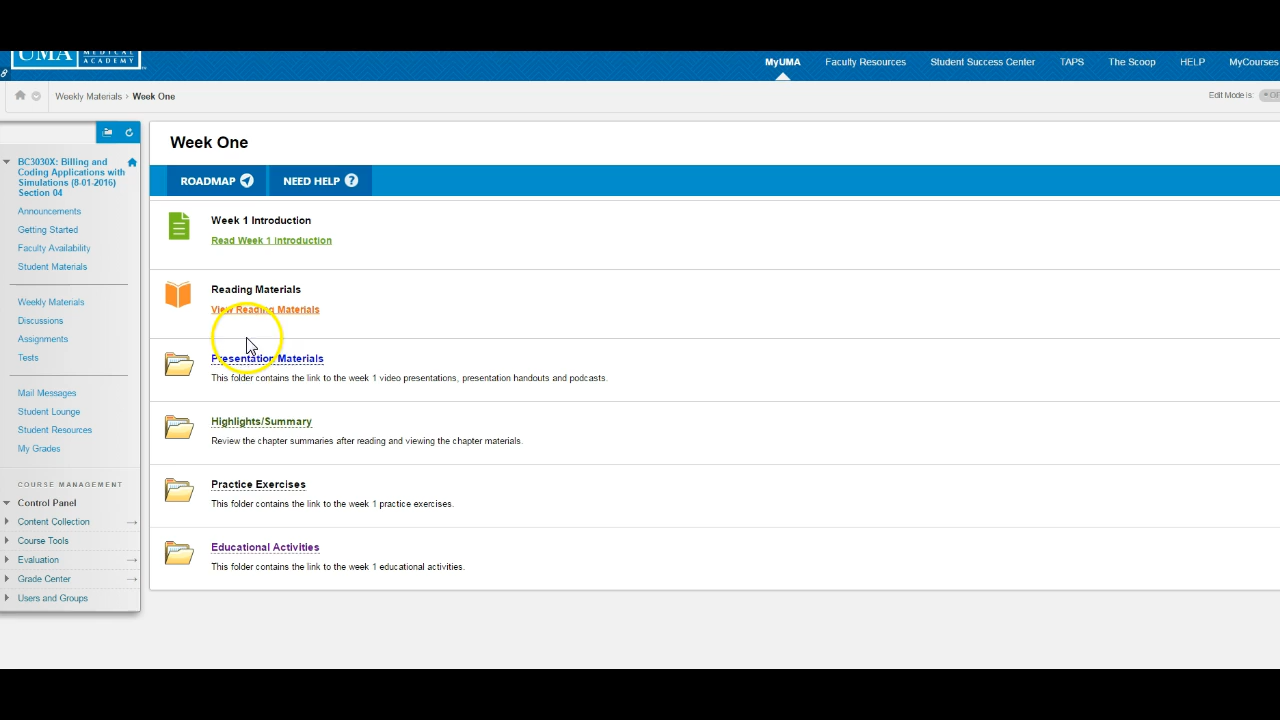 UMA MEDICAL
ACADEMY
MyUMA Faculty Resources Student Success Center TAPS The Scoop HELP MyCourses
Weekly Materials > Week One
Edit Mode is:
BC3030X: Billing and
Coding Applications with
Simulations (8-01-2016)
Section 04
Announcements
Getting Started
Faculty Availability
Student Materials
Weekly Materials
Discussions
Assignments
Tests
Mail Messages
Student Lounge
Student Resources
My Grades
COURSE MANAGEMENT
Control Panel
Content Collection
Course Tools
Evaluation
Grade Center
Users and Groups
Week One
ROADMAP NEED HELP ?
Week 1 Introduction
Read Week 1 Introduction
Reading Materials
View Reading Materials
Presentation Materials
This folder contains the link to the week 1 video presentations, presentation handouts and podcasts.
Highlights/Summary
Review the chapter summaries after reading and viewing the chapter materials.
Practice Exercises
This folder contains the link to the week 1 practice exercises.
Educational Activities
This folder contains the link to the week 1 educational activities.